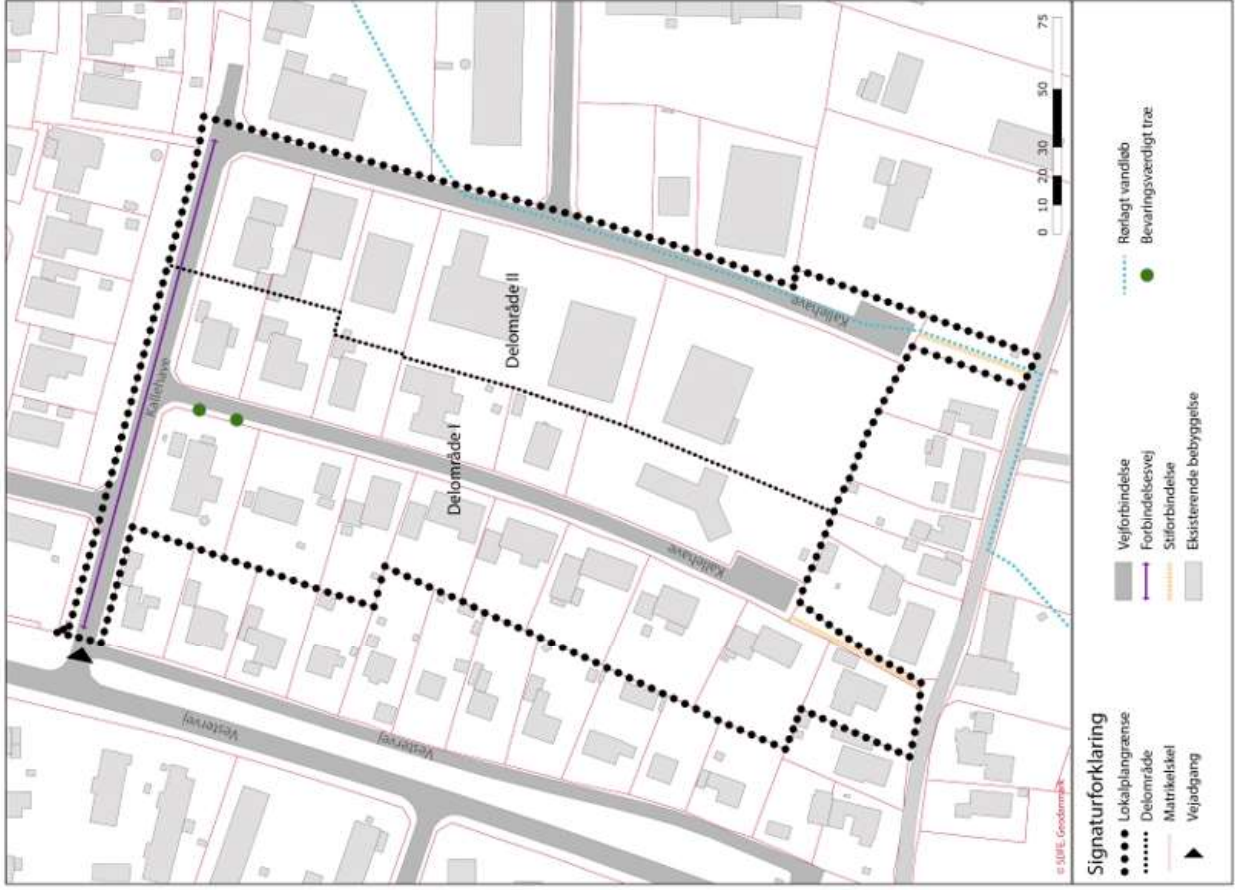 Kallehave
Kallehave
Kallehave
Delområde I
Delområde II
Vestervej
Vestervej
0 10 20 30 50 75
© SDFE, Geodanmark
Signaturforklaring
Lokalplangrænse
Delområde
Matrikelskel
Vejadgang
Vejforbindelse
Forbindelsesvej
Stiforbindelse
Eksisterende bebyggelse
Rørlagt vandløb
Bevaringsværdigt træ